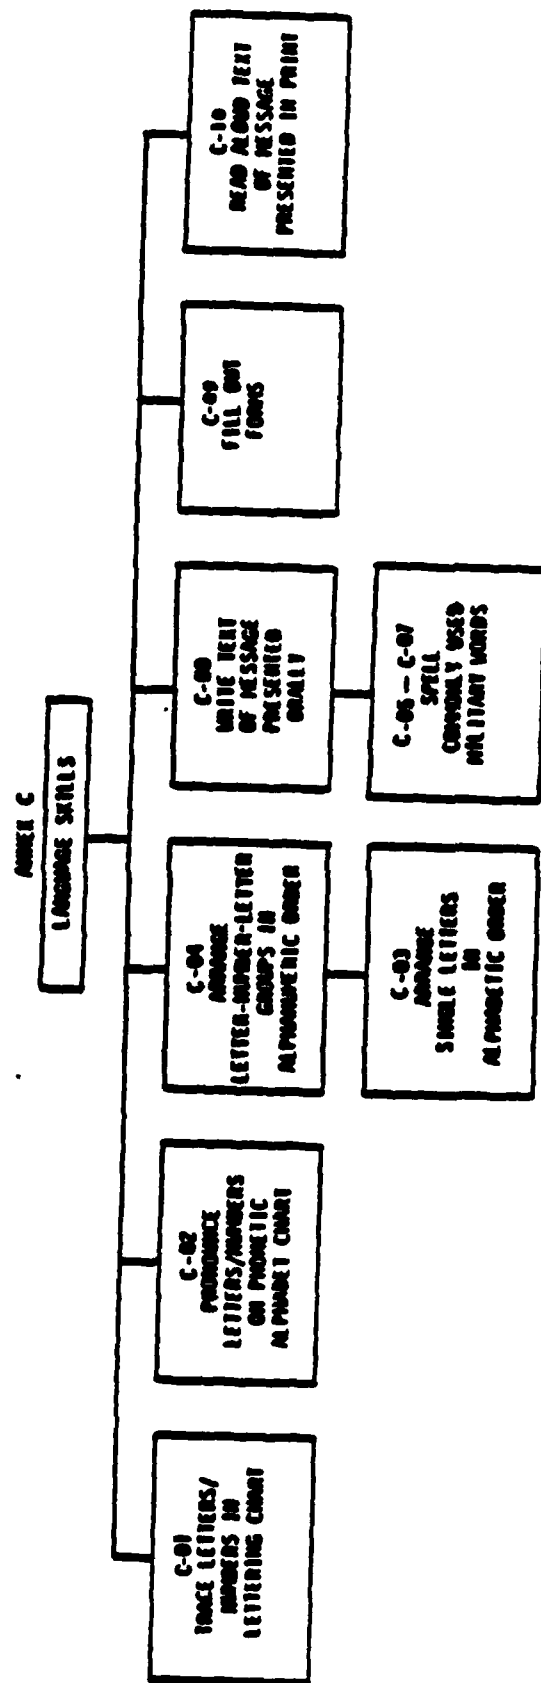 ANNEX C
LANGUAGE SKILLS
C-01
TRACE LETTERS/
NUMBERS IN
LETTERING CHART
C-02
PRONOUNCE
LETTERS/NUMBERS
ON PHONETIC
ALPHABET CHART
C-04
ARRANGE
LETTER-NUMBER-LETTER
GROUPS IN
ALPHANUMERIC ORDER
C-03
ARRANGE
SINGLE LETTERS
IN
ALPHABETIC ORDER
C-08
WRITE TEXT
OF MESSAGE
PRESENTED
ORALLY
C-05 — C-07
SPELL
COMMONLY USED
MILITARY WORDS
C-09
FILL OUT
FORMS
C-10
READ ALOUD TEXT
OF MESSAGE
PRESENTED IN PRINT